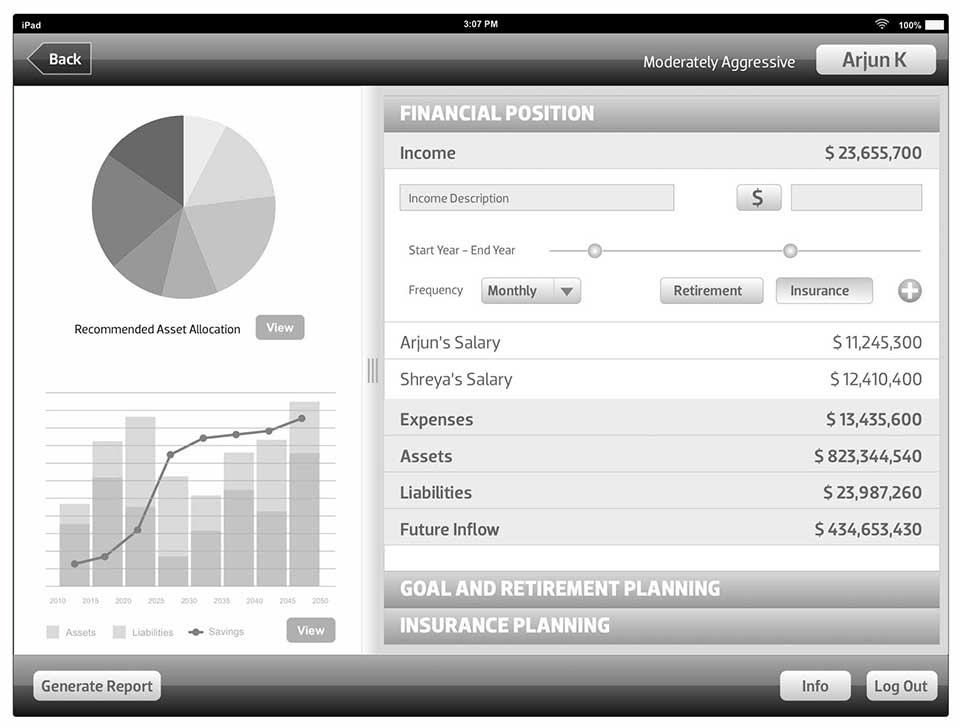 iPad 3:07 PM 100%
Back Moderately Aggressive Arjun K
Recommended Asset Allocation View
2010 2015 2020 2025 2030 2035 2040 2045 2050
Assets Liabilities Savings View
FINANCIAL POSITION
Income $ 23,655,700
Income Description $
Start Year - End Year
Frequency Monthly Retirement Insurance
Arjun's Salary $ 11,245,300
Shreya's Salary $ 12,410,400
Expenses $ 13,435,600
Assets $ 823,344,540
Liabilities $ 23,987,260
Future Inflow $ 434,653,430
GOAL AND RETIREMENT PLANNING
INSURANCE PLANNING
Generate Report Info Log Out